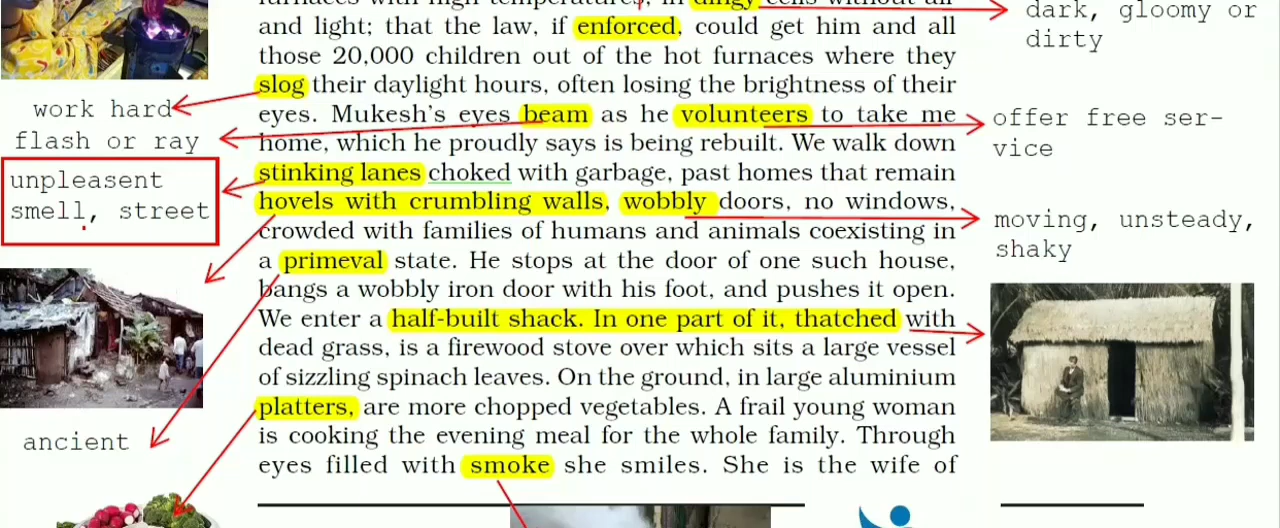 furnaces with high temperatures, in dingy cells without air
and light; that the law, if enforced, could get him and all
those 20,000 children out of the hot furnaces where they
slog their daylight hours, often losing the brightness of their
eyes. Mukesh's eyes beam as he volunteers to take me
home, which he proudly says is being rebuilt. We walk down
stinking lanes choked with garbage, past homes that remain
hovels with crumbling walls, wobbly doors, no windows,
crowded with families of humans and animals coexisting in
a primeval state. He stops at the door of one such house,
bangs a wobbly iron door with his foot, and pushes it open.
We enter a half-built shack. In one part of it, thatched with
dead grass, is a firewood stove over which sits a large vessel
of sizzling spinach leaves. On the ground, in large aluminium
platters, are more chopped vegetables. A frail young woman
is cooking the evening meal for the whole family. Through
eyes filled with smoke she smiles. She is the wife of
work hard
flash or ray
unpleasent
smell, street
ancient
dark, gloomy or
dirty
offer free ser-
vice
moving, unsteady,
shaky